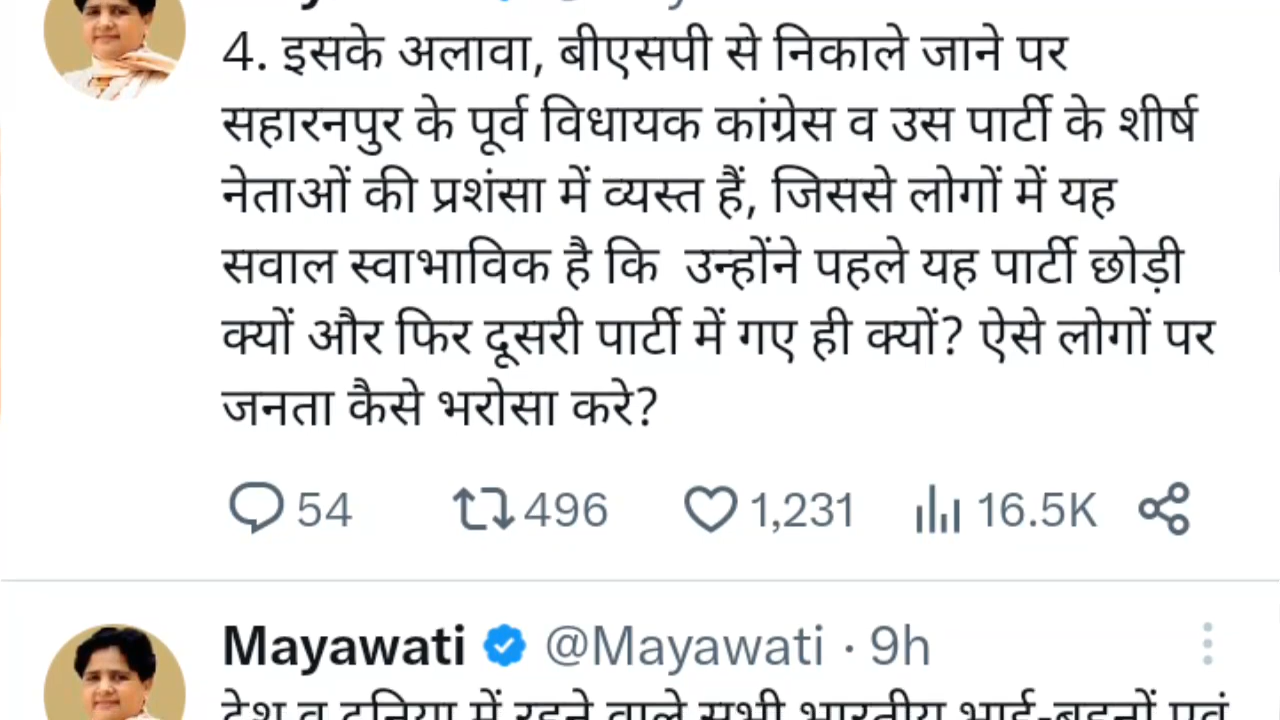 4. इसके अलावा, बीएसपी से निकाले जाने पर
सहारनपुर के पूर्व विधायक कांग्रेस व उस पार्टी के शीर्ष
नेताओं की प्रशंसा में व्यस्त हैं, जिससे लोगों में यह
सवाल स्वाभाविक है कि उन्होंने पहले यह पार्टी छोड़ी
क्यों और फिर दूसरी पार्टी में गए ही क्यों? ऐसे लोगों पर
जनता कैसे भरोसा करे?
54 496 1,231 16.5K
Mayawati @Mayawati · 9h
देश व दुनिया में रहने वाले सभी भारतीय भाई-बहनों एवं